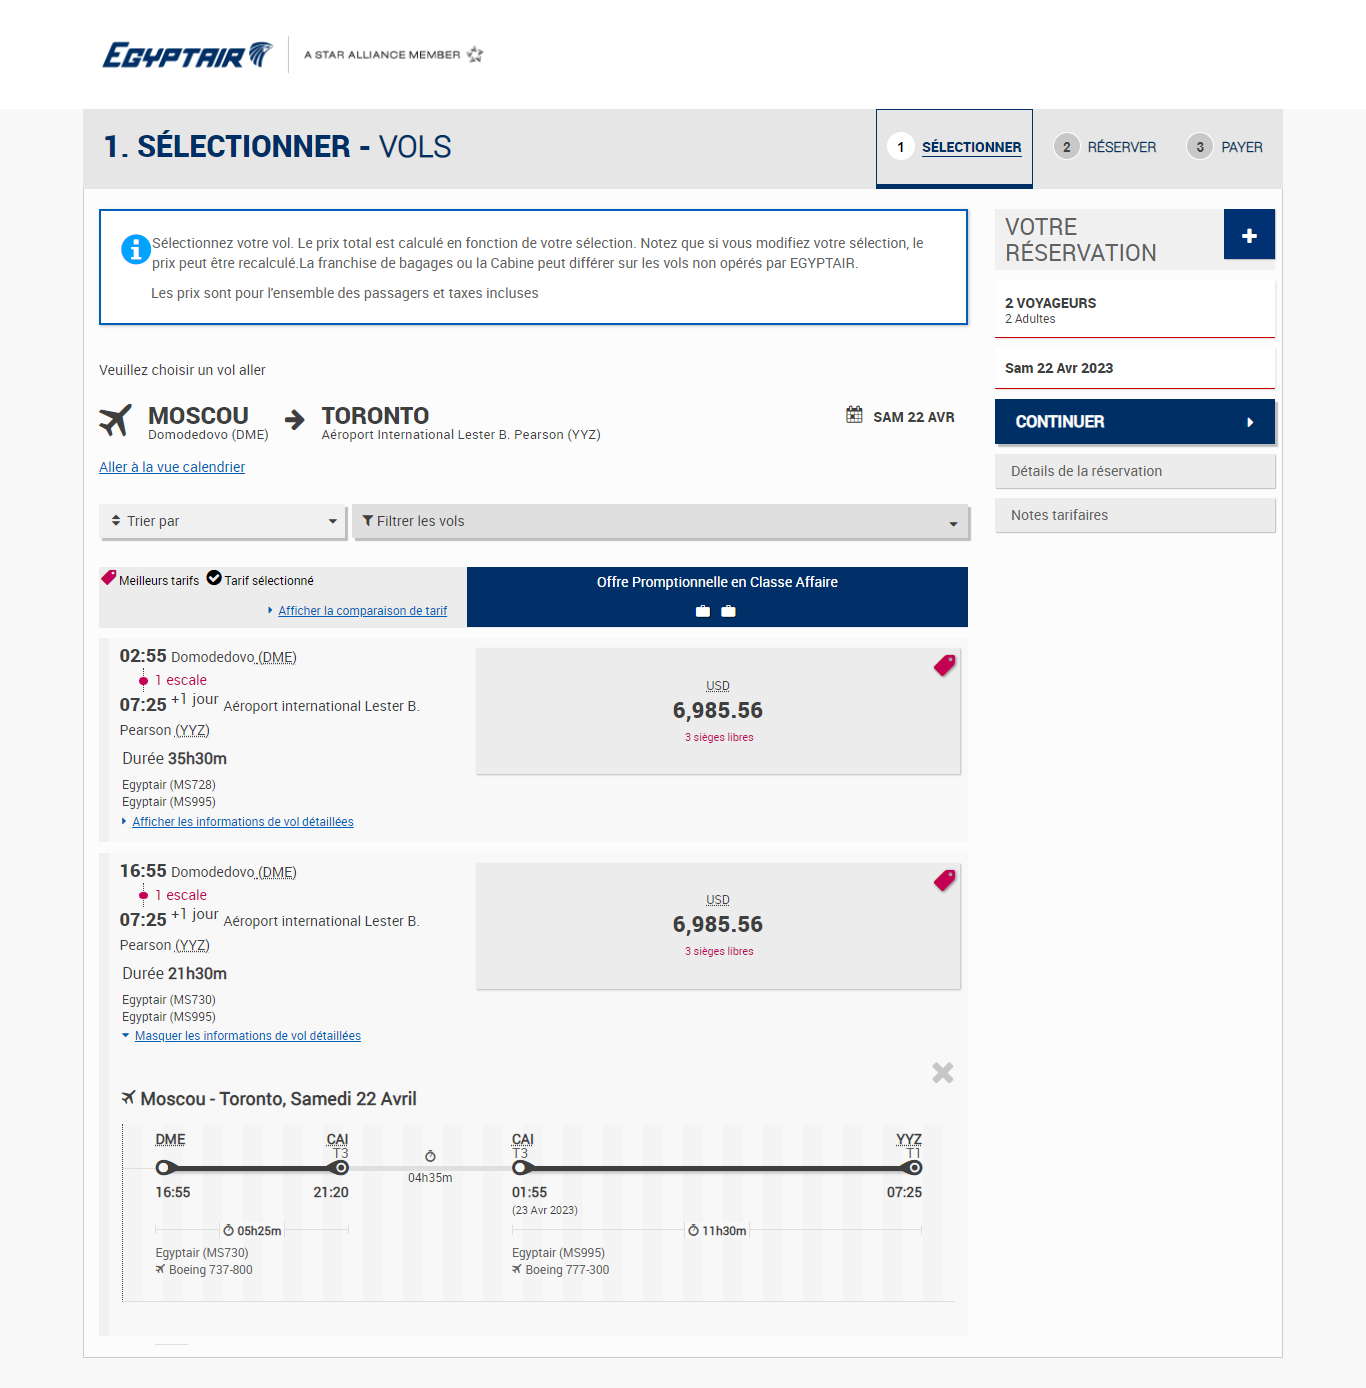 EGYPTAIR
A STAR ALLIANCE MEMBER
1. SÉLECTIONNER - VOLS
1 SÉLECTIONNER
2 RÉSERVER
3 PAYER
Sélectionnez votre vol. Le prix total est calculé en fonction de votre sélection. Notez que si vous modifiez votre sélection, le
prix peut être recalculé.La franchise de bagages ou la Cabine peut différer sur les vols non opérés par EGYPTAIR.
Les prix sont pour l'ensemble des passagers et taxes incluses
VOTRE
RÉSERVATION
2 VOYAGEURS
2 Adultes
Sam 22 Avr 2023
CONTINUER
Détails de la réservation
Notes tarifaires
Veuillez choisir un vol aller
MOSCOU
Domodedovo (DME)
TORONTO
Aéroport International Lester B. Pearson (YYZ)
SAM 22 AVR
Aller à la vue calendrier
Trier par
Filtrer les vols
Meilleurs tarifs
Tarif sélectionné
Afficher la comparaison de tarif
Offre Promptionnelle en Classe Affaire
02:55 Domodedovo (DME)
1 escale
07:25 +1 jour Aéroport international Lester B.
Pearson (YYZ)
Durée 35h30m
Egyptair (MS728)
Egyptair (MS995)
Afficher les informations de vol détaillées
USD
6,985.56
3 sièges libres
16:55 Domodedovo (DME)
1 escale
07:25 +1 jour Aéroport international Lester B.
Pearson (YYZ)
Durée 21h30m
Egyptair (MS730)
Egyptair (MS995)
Masquer les informations de vol détaillées
USD
6,985.56
3 sièges libres
Moscou - Toronto, Samedi 22 Avril
DME CAI CAI YYZ
T3 T3 T1
04h35m
16:55 21:20 01:55 07:25
(23 Avr 2023)
05h25m 11h30m
Egyptair (MS730) Egyptair (MS995)
Boeing 737-800 Boeing 777-300